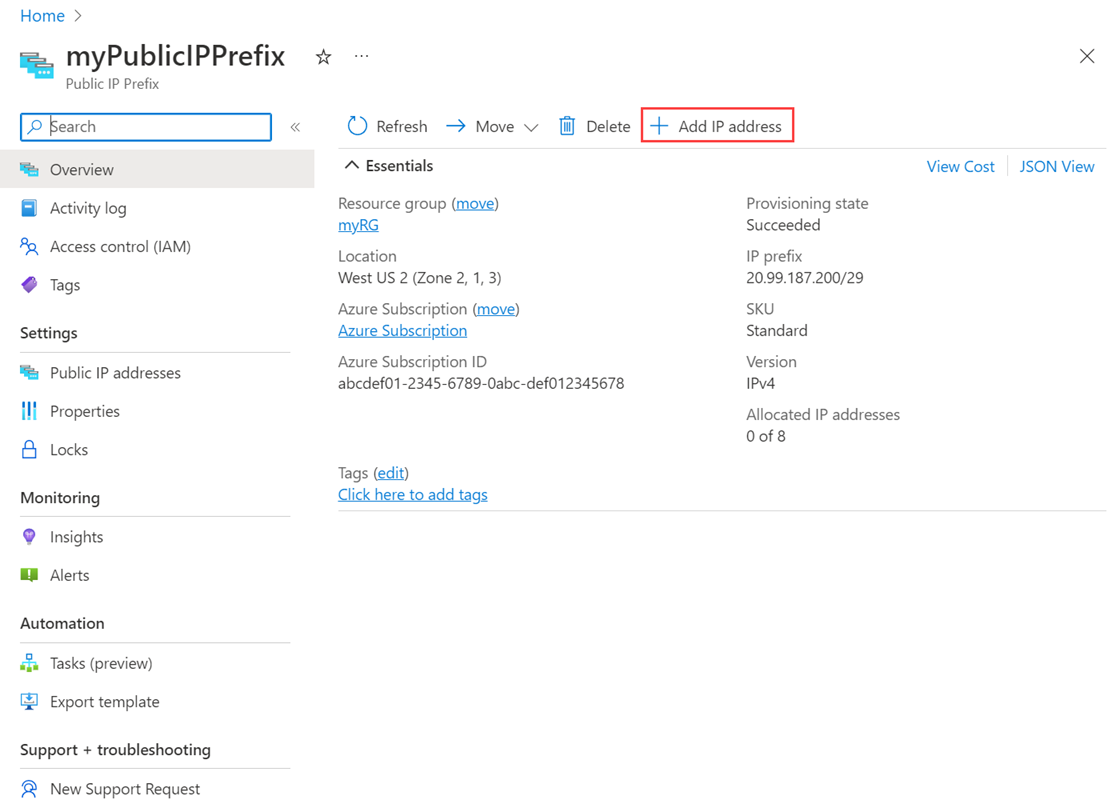 Home
myPublicIPPrefix
Public IP Prefix
Search
Refresh Move Delete Add IP address
Overview
Activity log
Access control (IAM)
Tags
Settings
Public IP addresses
Properties
Locks
Monitoring
Insights
Alerts
Automation
Tasks (preview)
Export template
Support + troubleshooting
New Support Request
Essentials
View Cost JSON View
Resource group (move)
myRG
Location
West US 2 (Zone 2, 1, 3)
Azure Subscription (move)
Azure Subscription
Azure Subscription ID
abcdef01-2345-6789-0abc-def012345678
Provisioning state
Succeeded
IP prefix
20.99.187.200/29
SKU
Standard
Version
IPv4
Allocated IP addresses
0 of 8
Tags (edit)
Click here to add tags